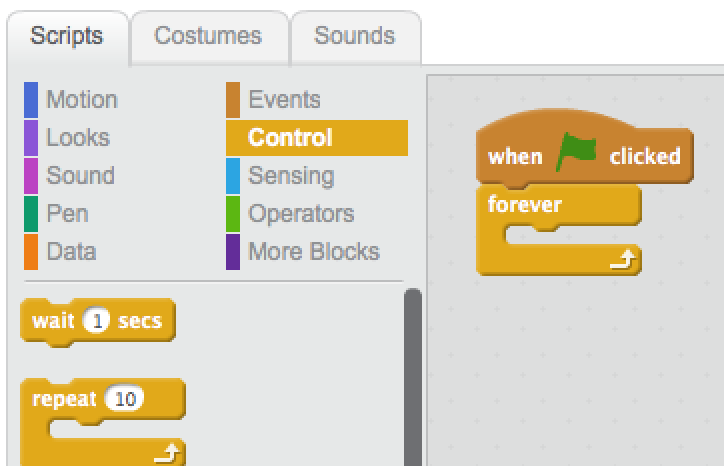 Scripts
Costumes
Sounds
Motion
Looks
Sound
Pen
Data
Events
Control
Sensing
Operators
More Blocks
wait 1 secs
repeat 10
when clicked
forever